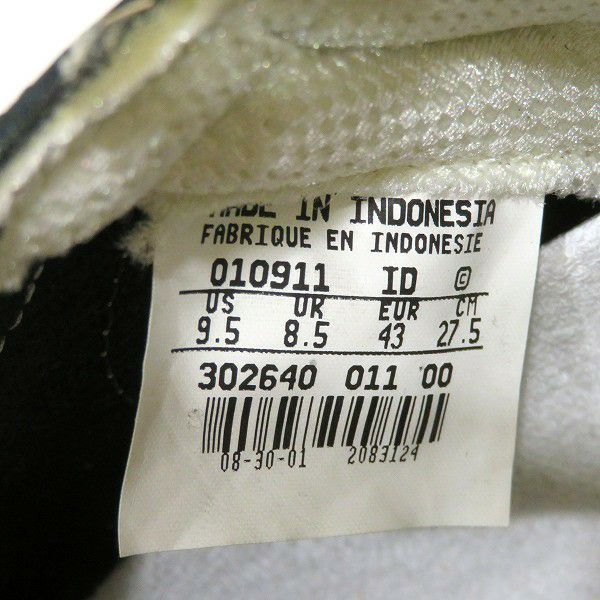 MADE IN INDONESIA
FABRIQUE EN INDONESIE
010911 ID ©
US UK EUR CM
9.5 8.5 43 27.5
302640 011 00
08-30-01 2083124